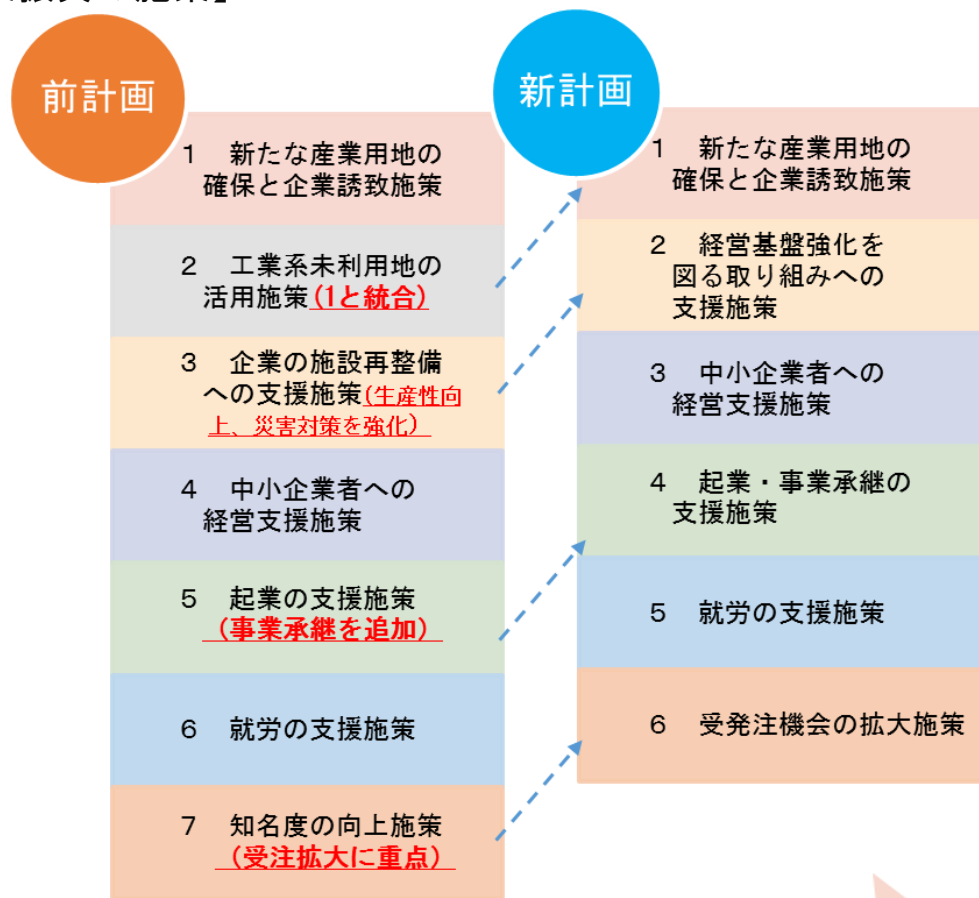 前計画
1 新たな産業用地の
確保と企業誘致施策
2 工業系未利用地の
活用施策(1と統合)
3 企業の施設再整備
への支援施策(生産性向
上、災害対策を強化)
4 中小企業者への
経営支援施策
5 起業の支援施策
(事業承継を追加)
6 就労の支援施策
7 知名度の向上施策
(受注拡大に重点)
新計画
1 新たな産業用地の
確保と企業誘致施策
2 経営基盤強化を
図る取り組みへの
支援施策
3 中小企業者への
経営支援施策
4 起業・事業承継の
支援施策
5 就労の支援施策
6 受発注機会の拡大施策